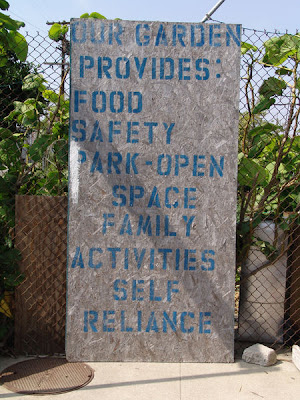 OUR GARDEN
PROVIDES:
FOOD
SAFETY
PARK-OPEN
SPACE
FAMILY
ACTIVITIES
SELF
RELIANCE